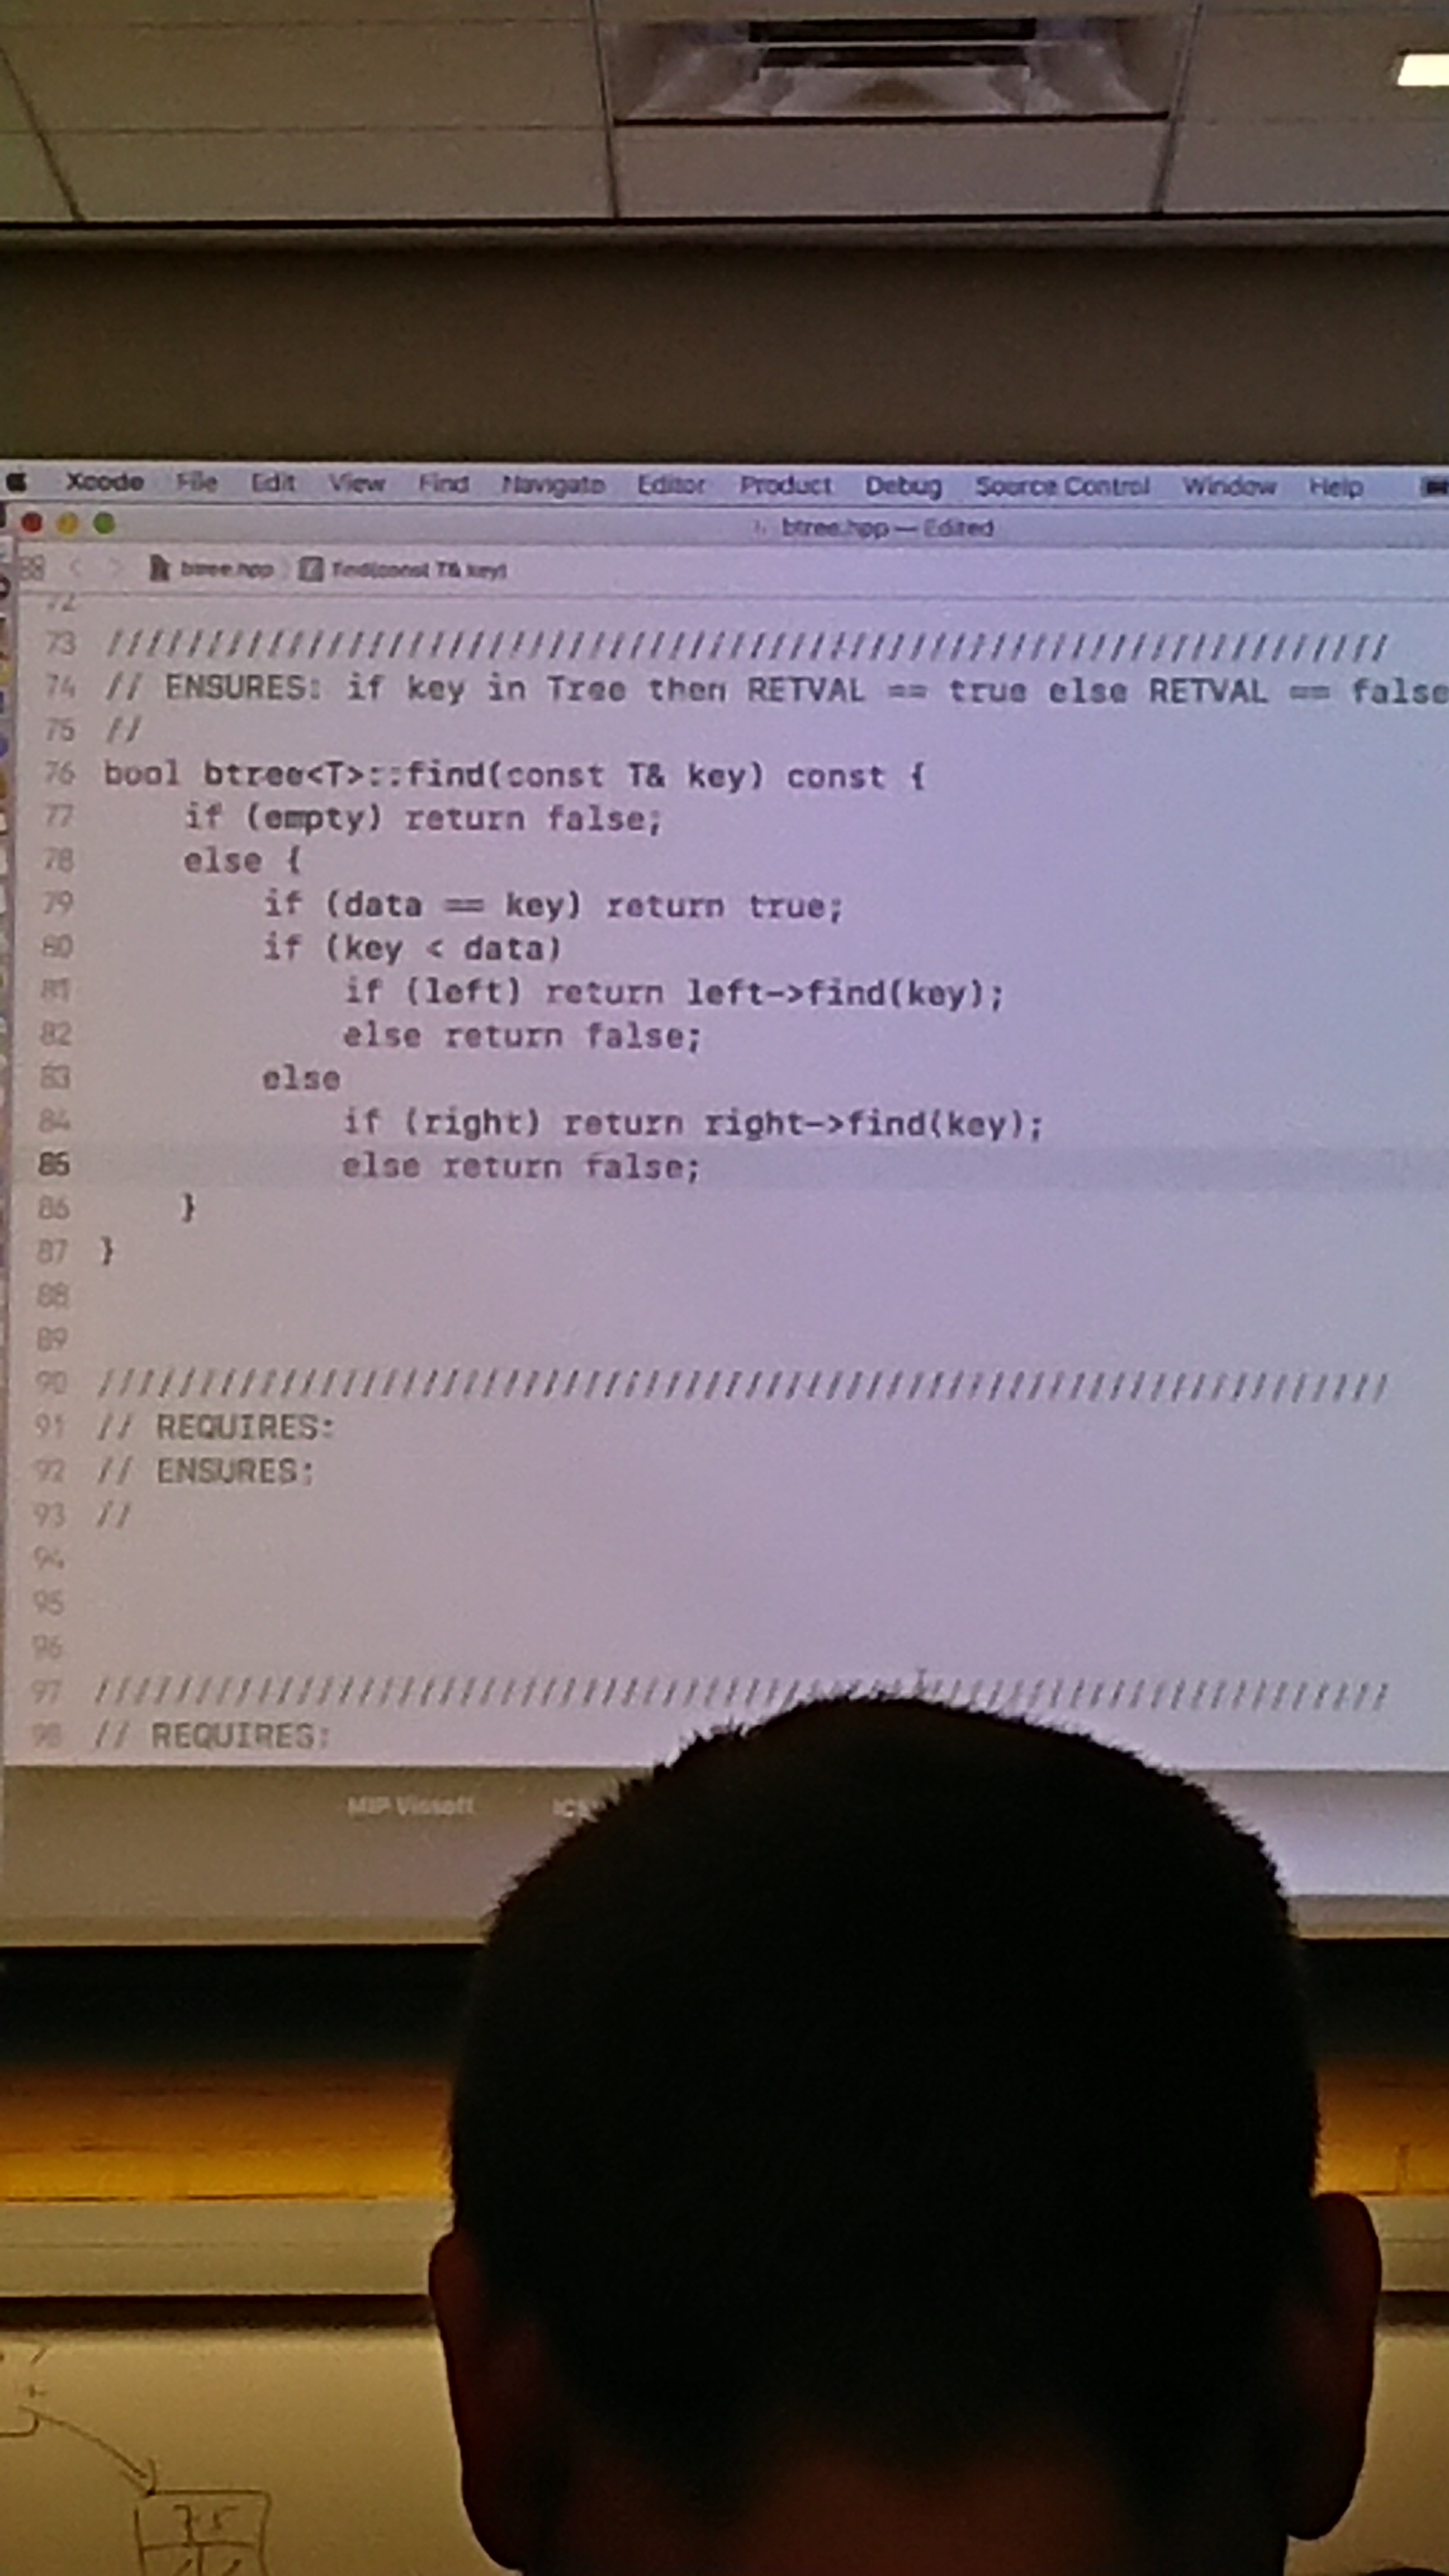 Xcode File Edit View Find Navigate Editor Product Debug Source Control Window Help
btree.hpp — Edited
btree.hpp find(const T& key)
72
73 ////////////////////////////////////////////////////////////////
74 // ENSURES: if key in Tree then RETVAL == true else RETVAL == false
75 //
76 bool btree<T>::find(const T& key) const {
77 if (empty) return false;
78 else {
79 if (data == key) return true;
80 if (key < data)
81 if (left) return left->find(key);
82 else return false;
83 else
84 if (right) return right->find(key);
85 else return false;
86 }
87 }
88
89
90 ////////////////////////////////////////////////////////////////
91 // REQUIRES:
92 // ENSURES:
93 //
94
95
96
97 ////////////////////////////////////////////////////////////////
98 // REQUIRES:
MIP Vissoft
75